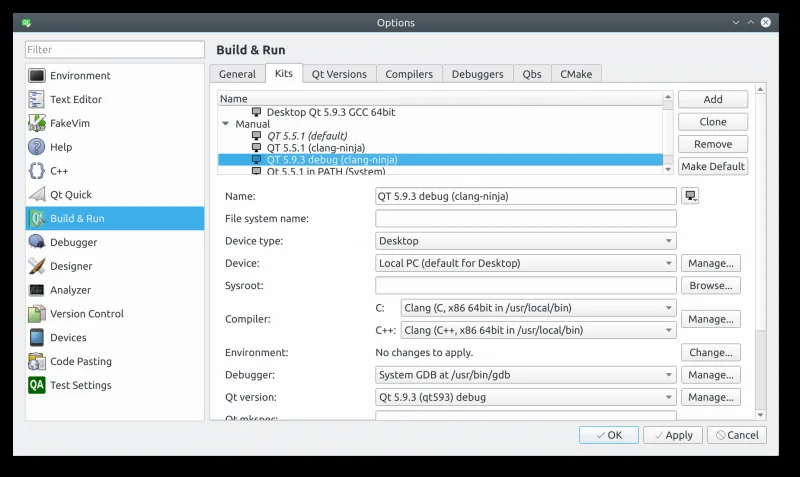 Options
Filter
Environment
Text Editor
FakeVim
Help
C++
Qt Quick
Build & Run
Debugger
Designer
Analyzer
Version Control
Devices
Code Pasting
Test Settings
Build & Run
General Kits Qt Versions Compilers Debuggers Qbs CMake
Name
Desktop Qt 5.9.3 GCC 64bit
Manual
QT 5.5.1 (default)
QT 5.5.1 (clang-ninja)
QT 5.9.3 debug (clang-ninja)
Qt 5.5.1 in PATH (System)
Add
Clone
Remove
Make Default
Name: QT 5.9.3 debug (clang-ninja)
File system name:
Device type: Desktop
Device: Local PC (default for Desktop) Manage...
Sysroot: Browse...
Compiler: C: Clang (C, x86 64bit in /usr/local/bin)
C++: Clang (C++, x86 64bit in /usr/local/bin) Manage...
Environment: No changes to apply. Change...
Debugger: System GDB at /usr/bin/gdb Manage...
Qt version: Qt 5.9.3 (qt593) debug Manage...
Qt mkspec:
OK Apply Cancel